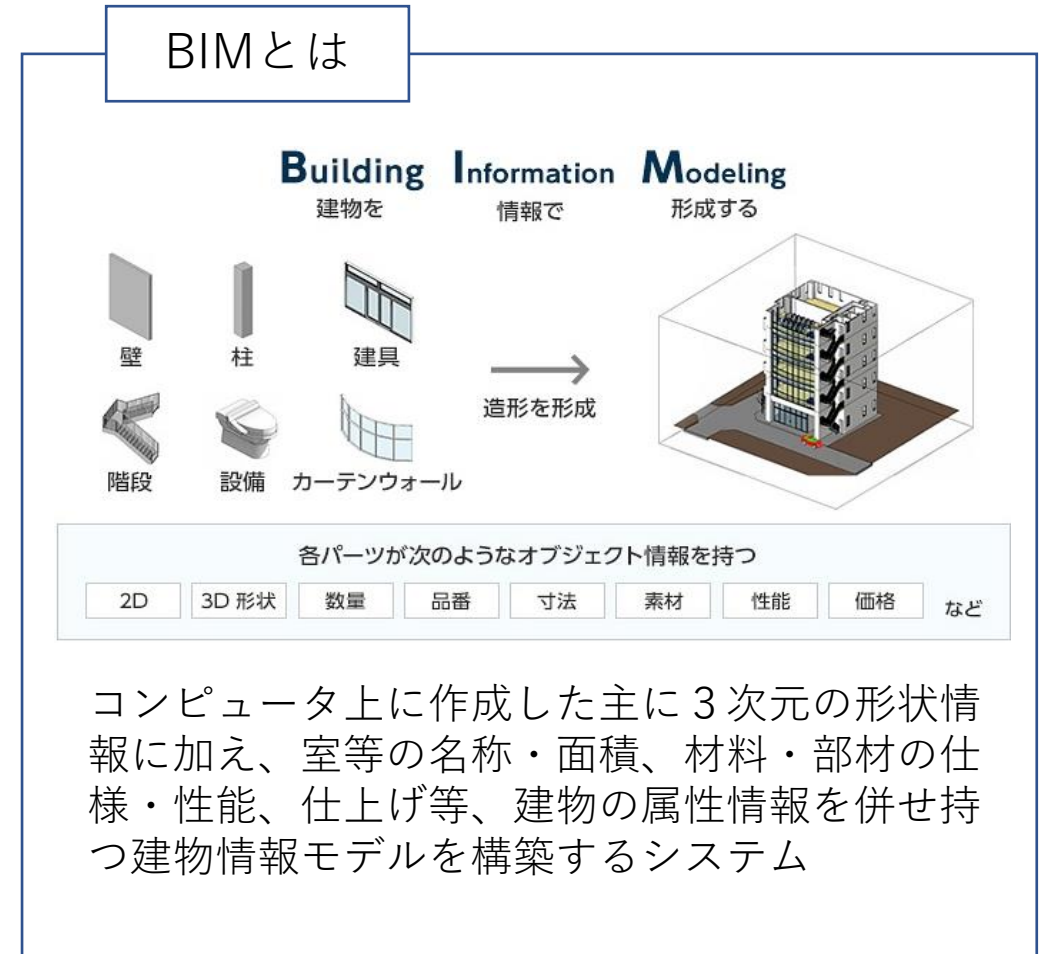 BIMとは
Building Information Modeling
建物を 情報で 形成する
壁 柱 建具
造形を形成
階段 設備 カーテンウォール
各パーツが次のようなオブジェクト情報を持つ
2D 3D 形状 数量 品番 寸法 素材 性能 価格 など
コンピュータ上に作成した主に３次元の形状情
報に加え、室等の名称・面積、材料・部材の仕
様・性能、仕上げ等、建物の属性情報を併せ持
つ建物情報モデルを構築するシステム